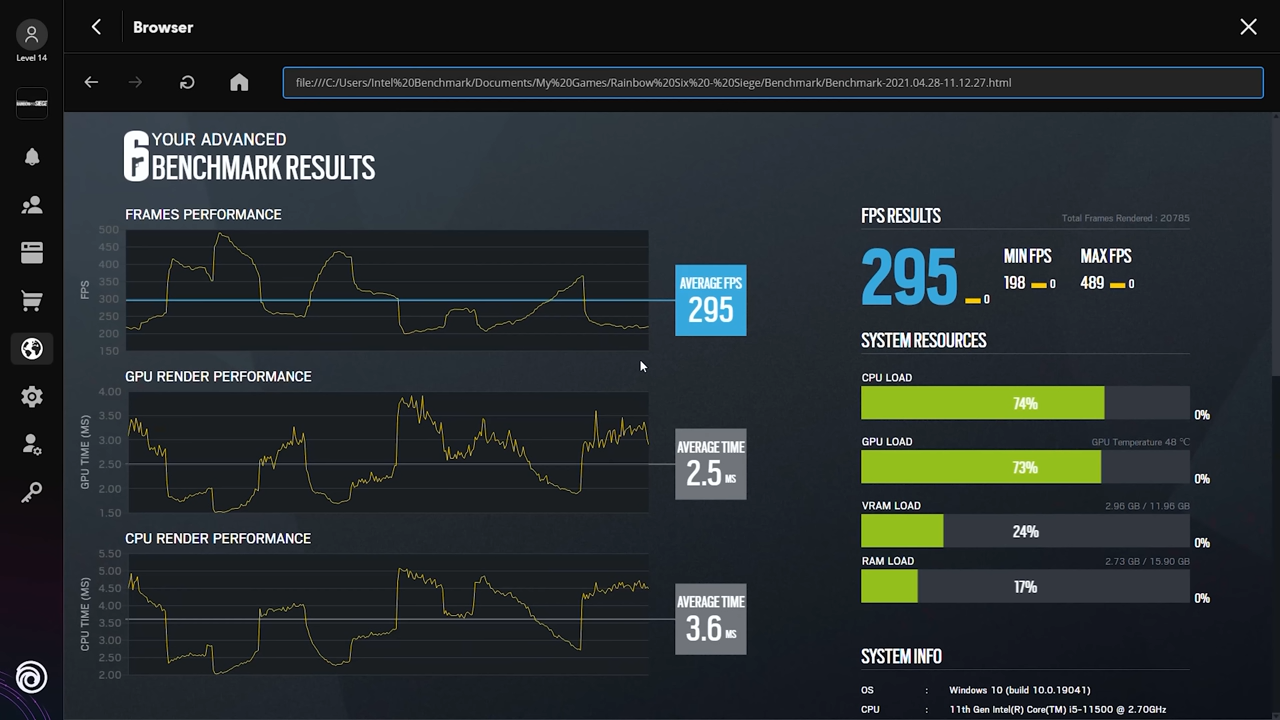 Browser
Level 14
file:///C:/Users/Intel%20Benchmark/Documents/My%20Games/Rainbow%20Six%20-%20Siege/Benchmark/Benchmark-2021.04.28-11.12.27.html
YOUR ADVANCED
BENCHMARK RESULTS
FRAMES PERFORMANCE
FPS
500
450
400
350
300
250
200
150
AVERAGE FPS
295
GPU RENDER PERFORMANCE
GPU TIME (MS)
4.00
3.50
3.00
2.50
2.00
1.50
AVERAGE TIME
2.5 MS
CPU RENDER PERFORMANCE
CPU TIME (MS)
5.50
5.00
4.50
4.00
3.50
3.00
2.50
2.00
AVERAGE TIME
3.6 MS
FPS RESULTS
Total Frames Rendered : 20785
295 0
MIN FPS
198 0
MAX FPS
489 0
SYSTEM RESOURCES
CPU LOAD
74%
0%
GPU LOAD GPU Temperature 48 °C
73%
0%
VRAM LOAD 2.96 GB / 11.96 GB
24%
0%
RAM LOAD 2.73 GB / 15.90 GB
17%
0%
SYSTEM INFO
OS : Windows 10 (build 10.0.19041)
CPU : 11th Gen Intel(R) Core(TM) i5-11500 @ 2.70GHz